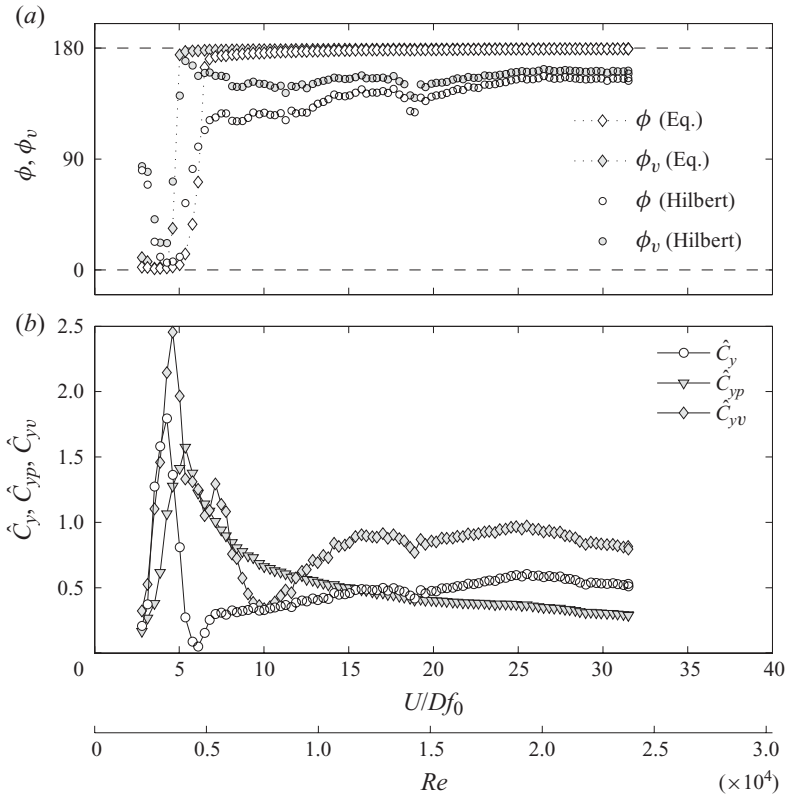 (a)
180
90
0
ϕ, ϕ_v
ϕ (Eq.)
ϕ_v (Eq.)
ϕ (Hilbert)
ϕ_v (Hilbert)
(b)
2.5
2.0
1.5
1.0
0.5
0
Ĉ_y, Ĉ_yp, Ĉ_yv
Ĉ_y
Ĉ_yp
Ĉ_yv
0 5 10 15 20 25 30 35 40
U/Df_0
0 0.5 1.0 1.5 2.0 2.5 3.0
Re (×10^4)